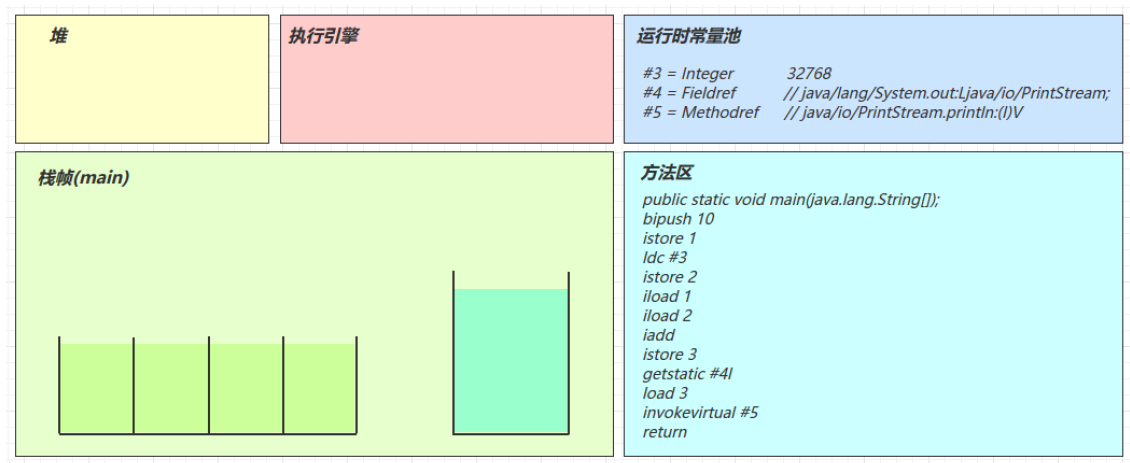 堆
执行引擎
运行时常量池
#3 = Integer 32768
#4 = Fieldref // java/lang/System.out:Ljava/io/PrintStream;
#5 = Methodref // java/io/PrintStream.println:(I)V
栈帧(main)
方法区
public static void main(java.lang.String[]);
bipush 10
istore 1
ldc #3
istore 2
iload 1
iload 2
iadd
istore 3
getstatic #4I
load 3
invokevirtual #5
return